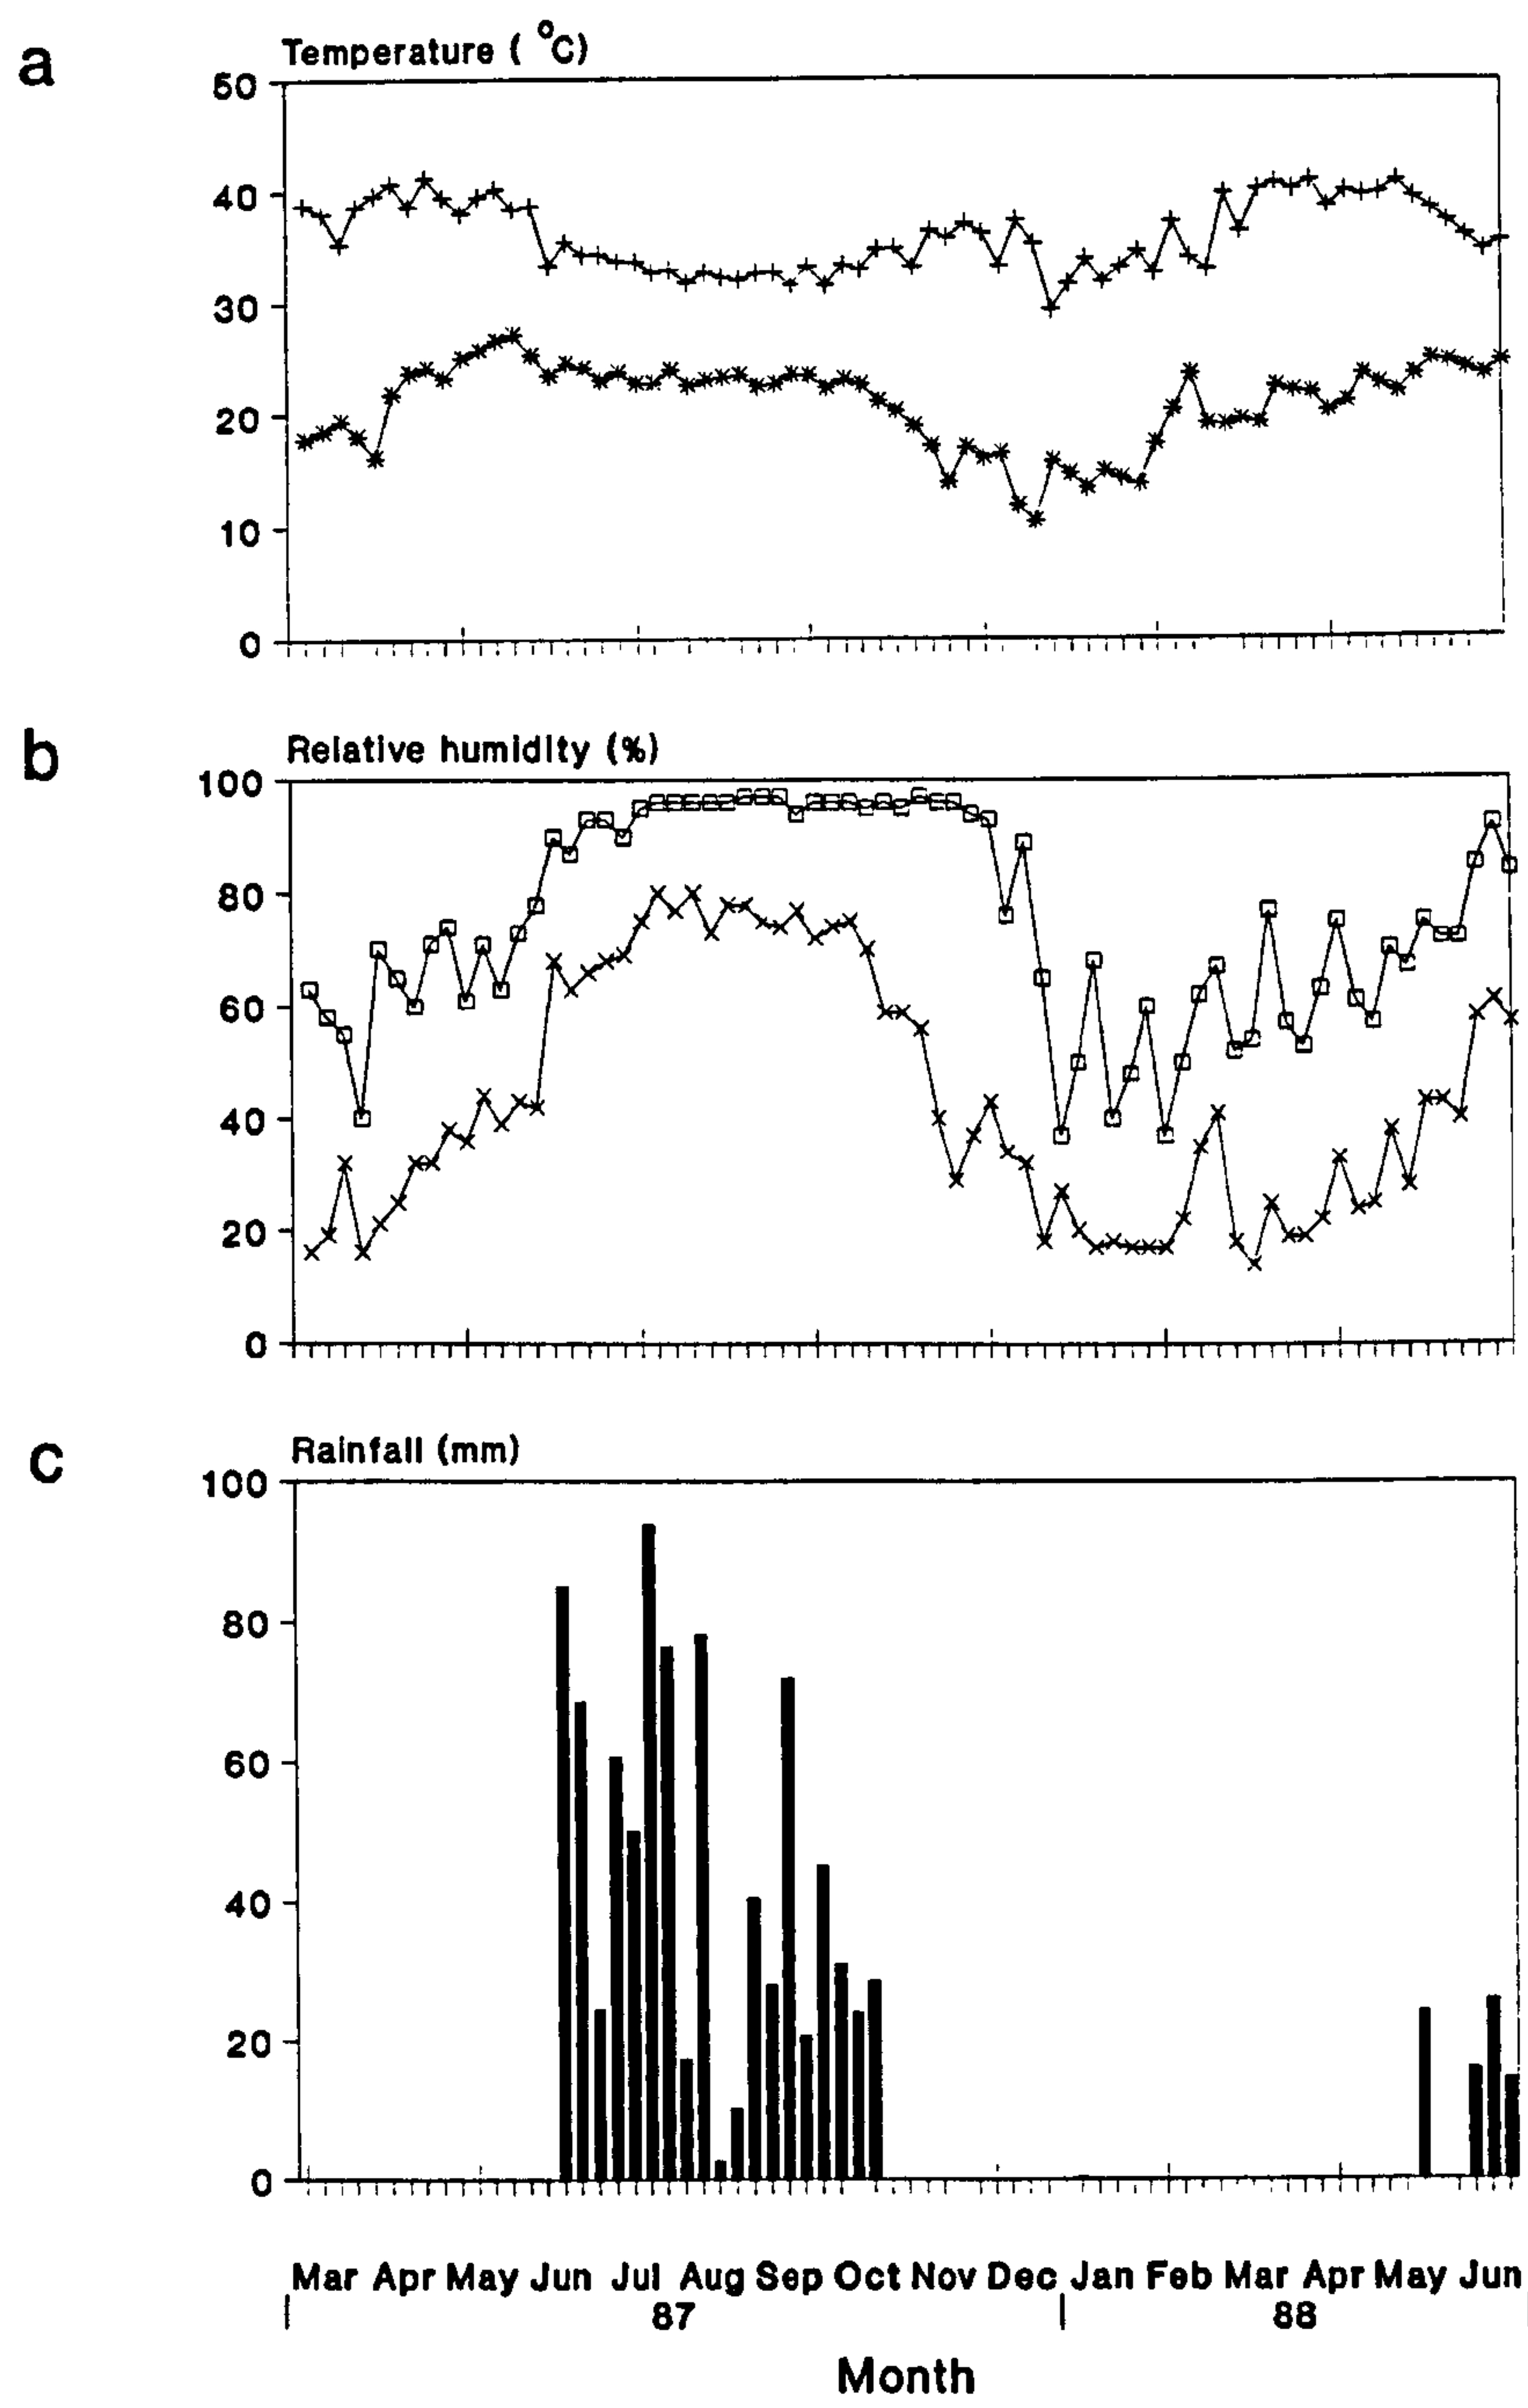 a
Temperature ( °C)
50
40
30
20
10
0
b
Relative humidity (%)
100
80
60
40
20
0
c
Rainfall (mm)
100
80
60
40
20
0
Mar Apr May Jun Jul Aug Sep Oct Nov Dec Jan Feb Mar Apr May Jun
87 88
Month